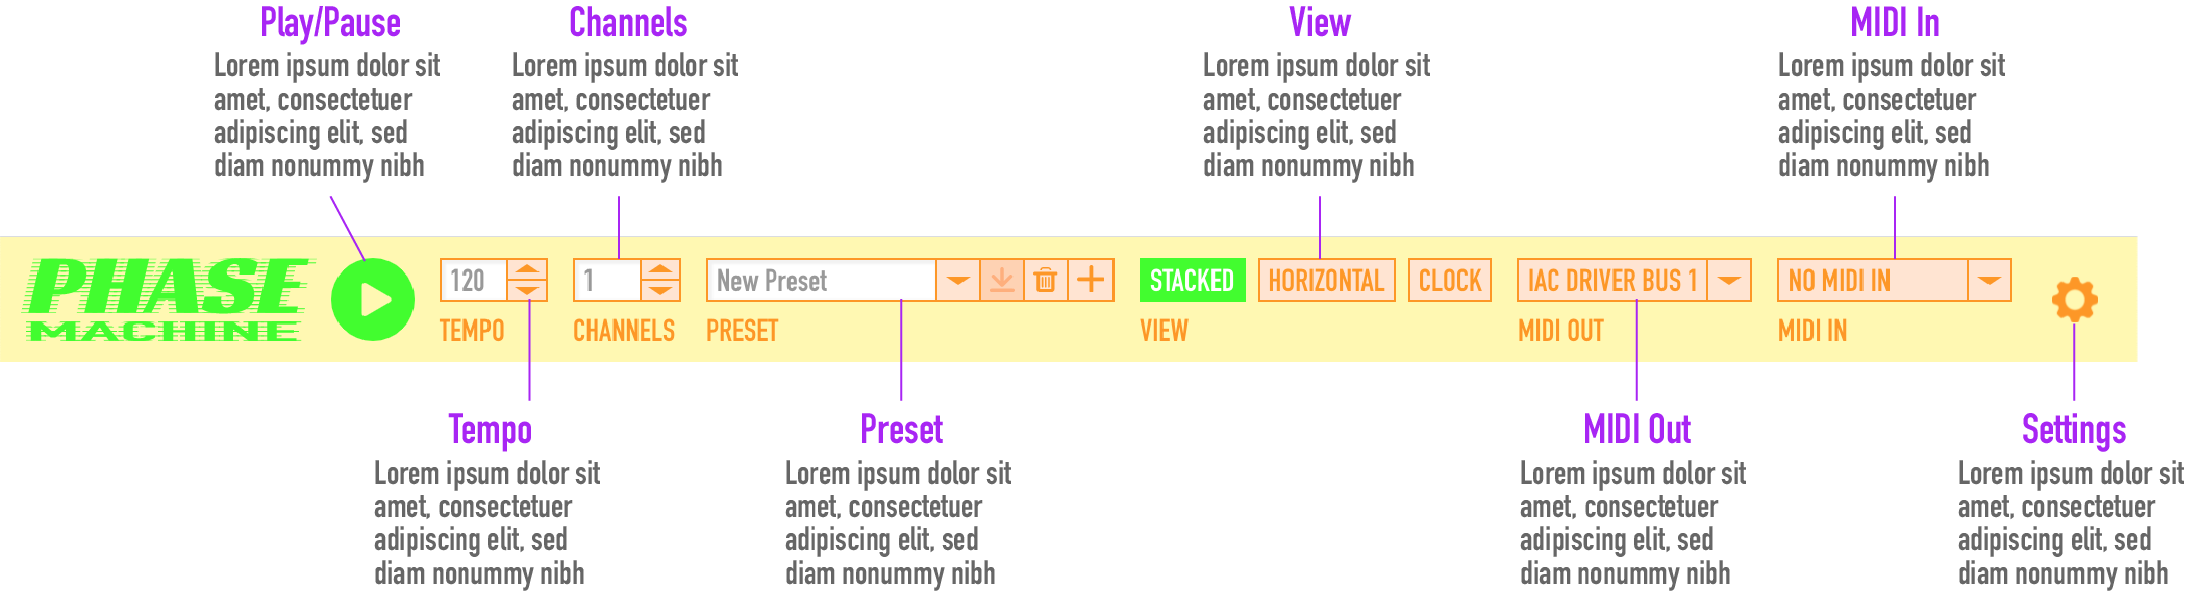 Play/Pause
Lorem ipsum dolor sit
amet, consectetuer
adipiscing elit, sed
diam nonummy nibh
Channels
Lorem ipsum dolor sit
amet, consectetuer
adipiscing elit, sed
diam nonummy nibh
View
Lorem ipsum dolor sit
amet, consectetuer
adipiscing elit, sed
diam nonummy nibh
MIDI In
Lorem ipsum dolor sit
amet, consectetuer
adipiscing elit, sed
diam nonummy nibh
PHASE
MACHINE
120
TEMPO
1
CHANNELS
New Preset
PRESET
STACKED
HORIZONTAL
CLOCK
VIEW
IAC DRIVER BUS 1
MIDI OUT
NO MIDI IN
MIDI IN
Tempo
Lorem ipsum dolor sit
amet, consectetuer
adipiscing elit, sed
diam nonummy nibh
Preset
Lorem ipsum dolor sit
amet, consectetuer
adipiscing elit, sed
diam nonummy nibh
MIDI Out
Lorem ipsum dolor sit
amet, consectetuer
adipiscing elit, sed
diam nonummy nibh
Settings
Lorem ipsum dolor sit
amet, consectetuer
adipiscing elit, sed
diam nonummy nibh